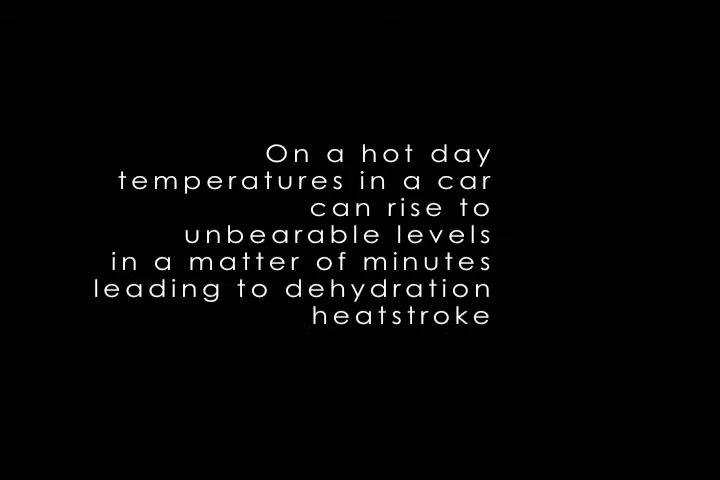 On a hot day
temperatures in a car
can rise to
unbearable levels
in a matter of minutes
leading to dehydration
heatstroke